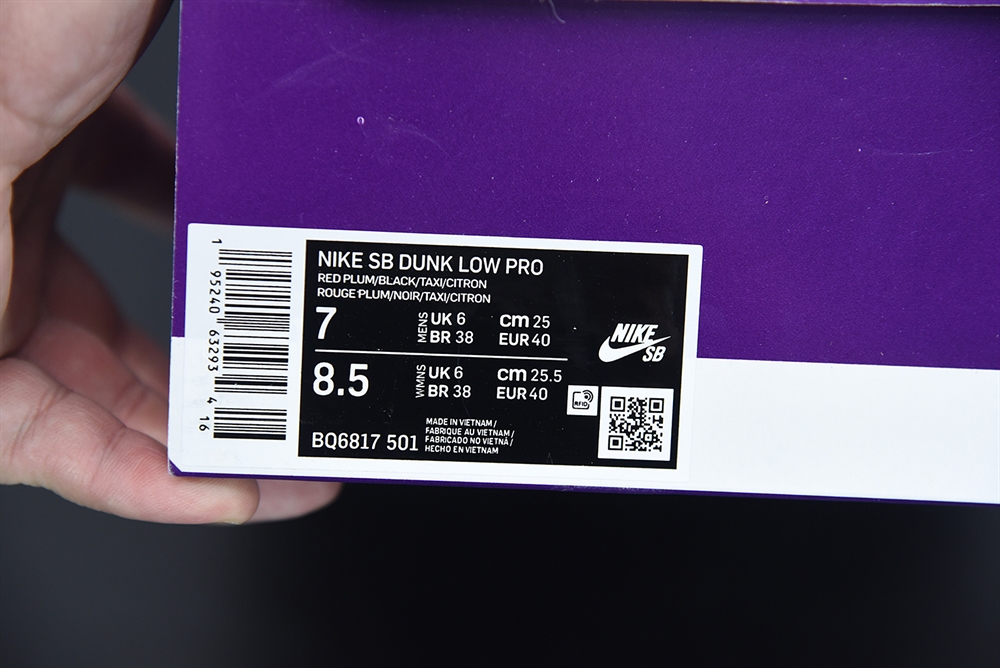 1 95240 63293 4 16
NIKE SB DUNK LOW PRO
RED PLUM/BLACK/TAXI/CITRON
ROUGE PLUM/NOIR/TAXI/CITRON
7 MENS UK 6 cm 25
BR 38 EUR 40
8.5 WMNS UK 6 cm 25.5
BR 38 EUR 40
NIKE
SB
RFID
BQ6817 501
MADE IN VIETNAM /
FABRIQUE AU VIETNAM /
FABRICADO NO VIETNÃ /
HECHO EN VIETNAM